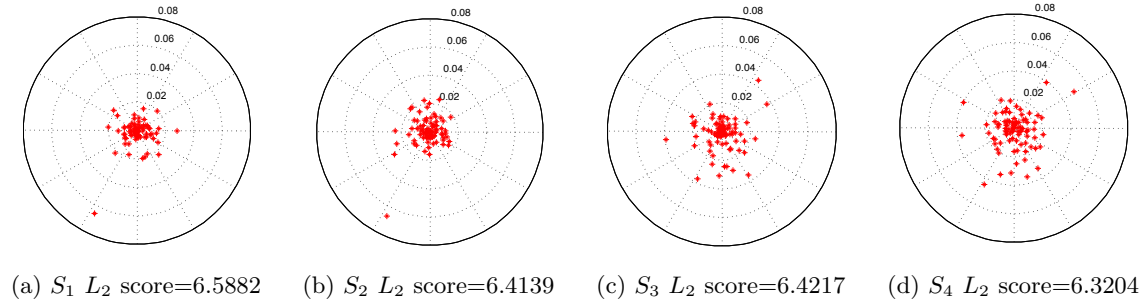 0.08 0.08 0.08 0.08
0.06 0.06 0.06 0.06
0.04 0.04 0.04 0.04
0.02 0.02 0.02 0.02
(a) S₁ L₂ score=6.5882 (b) S₂ L₂ score=6.4139 (c) S₃ L₂ score=6.4217 (d) S₄ L₂ score=6.3204